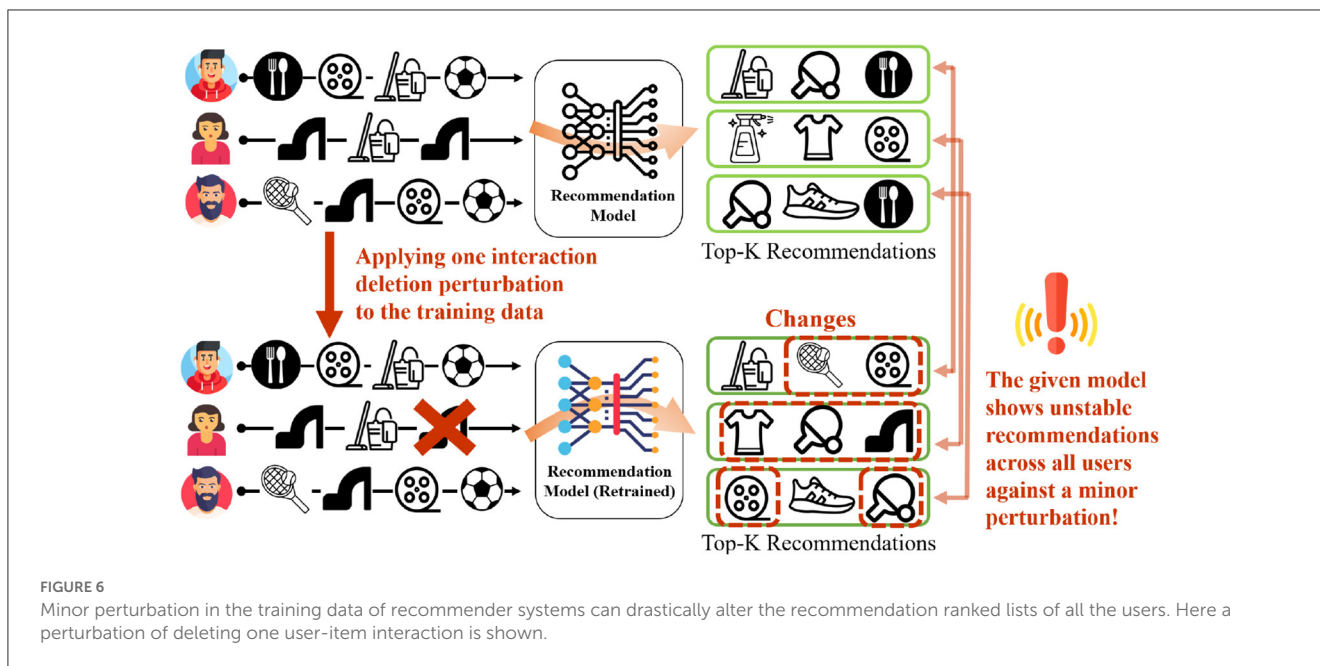 Recommendation
Model
Top-K Recommendations
Applying one interaction
deletion perturbation
to the training data
Changes
Recommendation
Model (Retrained)
Top-K Recommendations
The given model
shows unstable
recommendations
across all users
against a minor
perturbation!
FIGURE 6
Minor perturbation in the training data of recommender systems can drastically alter the recommendation ranked lists of all the users. Here a
perturbation of deleting one user-item interaction is shown.